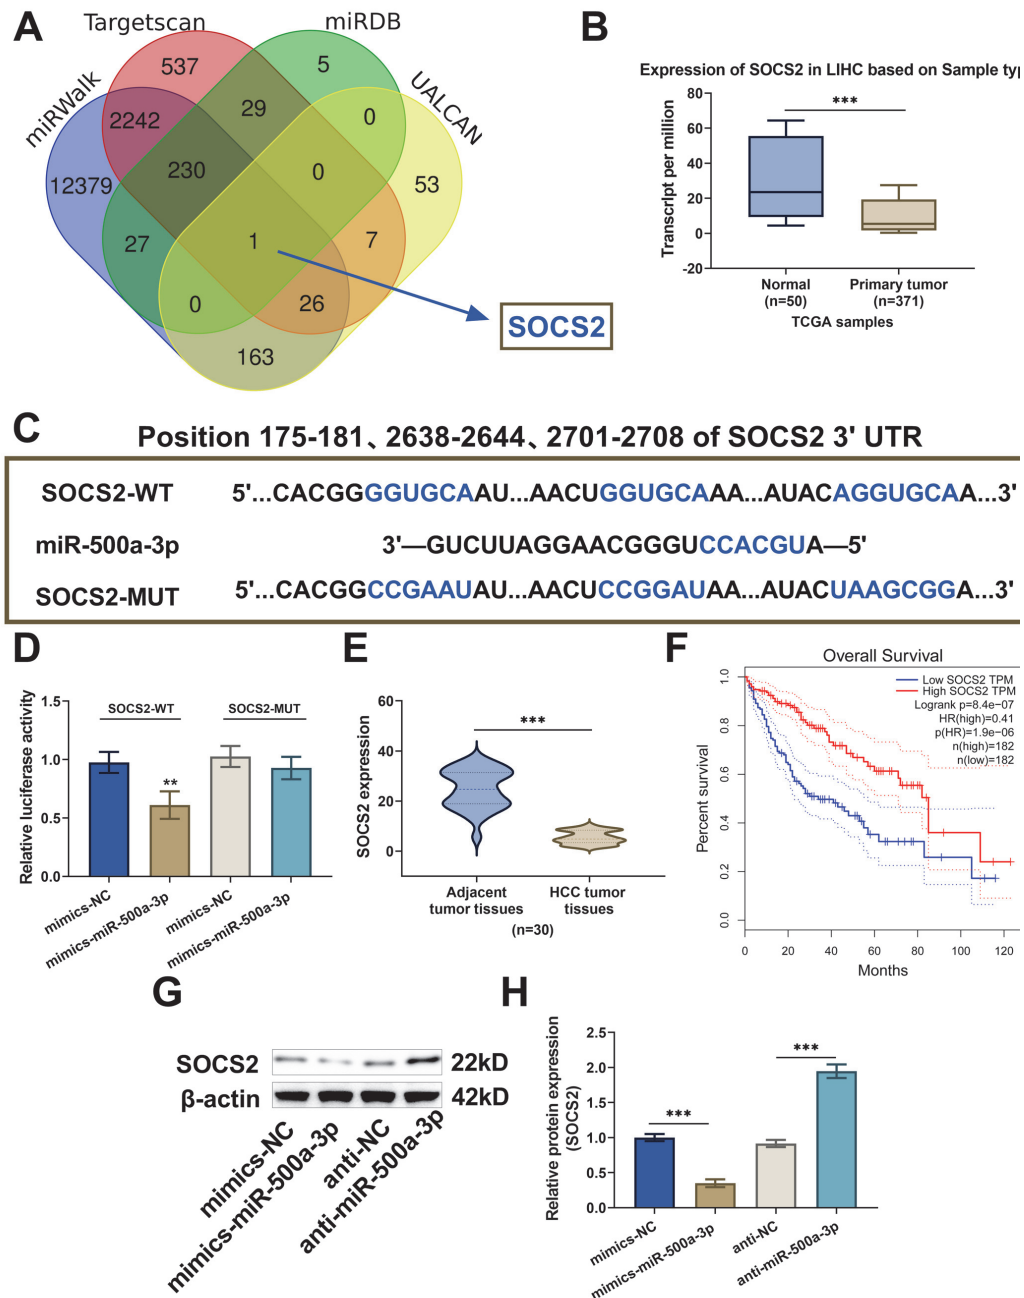 A
Targetscan
miRDB
miRWalk
UALCAN
537
5
2242
29
0
12379
230
0
53
27
1
7
0
26
163
SOCS2
B
Expression of SOCS2 in LIHC based on Sample typ
***
Transcript per million
80
60
40
20
0
-20
Normal
(n=50)
Primary tumor
(n=371)
TCGA samples
C
Position 175-181、2638-2644、2701-2708 of SOCS2 3' UTR
SOCS2-WT 5'...CACGGGGUGCAAU...AACUGGUGCAAA...AUACAGGUGCAA...3'
miR-500a-3p 3'—GUCUUAGGAACGGGUCCACGUA—5'
SOCS2-MUT 5'...CACGGCCGAAUAU...AACUCCGGAUAA...AUACUAAGCGGA...3'
D
Relative luciferase activity
1.5
1.0
0.5
0.0
SOCS2-WT
SOCS2-MUT
**
mimics-NC
mimics-miR-500a-3p
mimics-NC
mimics-miR-500a-3p
E
SOCS2 expression
60
40
20
0
***
Adjacent
tumor tissues
HCC tumor
tissues
(n=30)
F
Overall Survival
Low SOCS2 TPM
High SOCS2 TPM
Logrank p=8.4e−07
HR(high)=0.41
p(HR)=1.9e−06
n(high)=182
n(low)=182
Percent survival
1.0
0.8
0.6
0.4
0.2
0.0
0 20 40 60 80 100 120
Months
G
SOCS2 22kD
β-actin 42kD
mimics-NC
mimics-miR-500a-3p
anti-NC
anti-miR-500a-3p
H
Relative protein expression
(SOCS2)
2.5
2.0
1.5
1.0
0.5
0.0
***
***
mimics-NC
mimics-miR-500a-3p
anti-NC
anti-miR-500a-3p